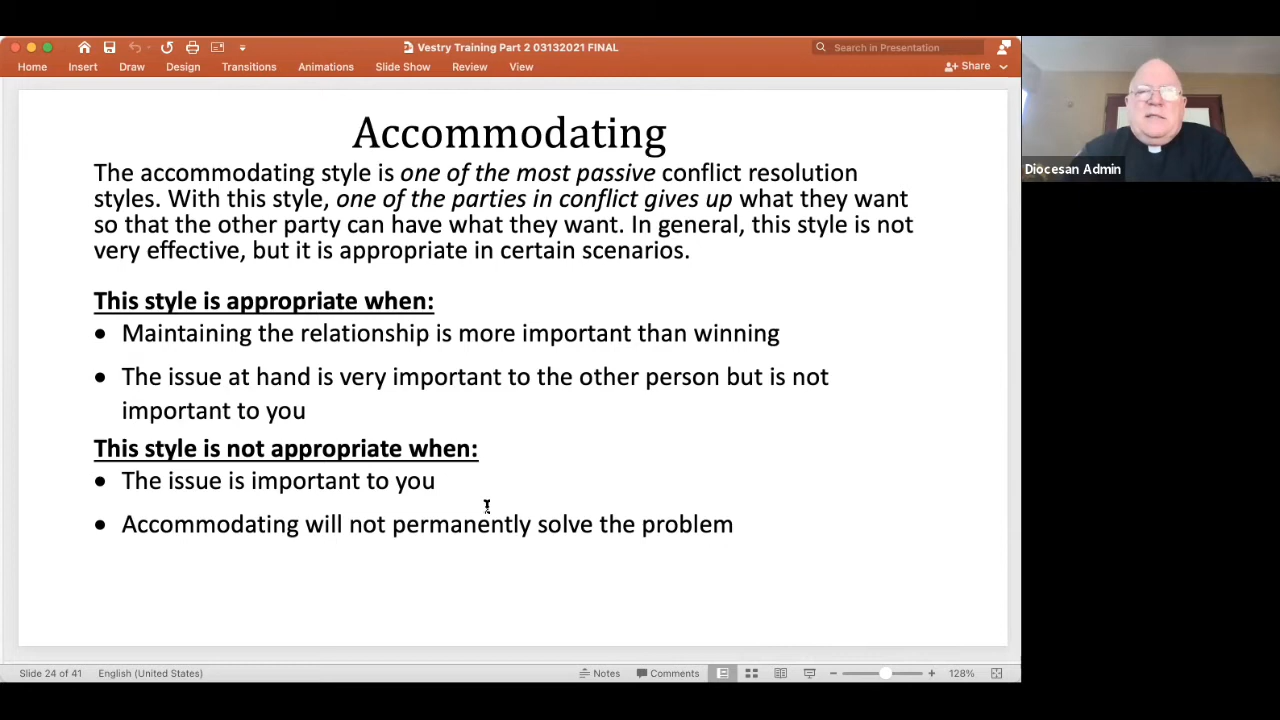 Vestry Training Part 2 03132021 FINAL
Search in Presentation
Home Insert Draw Design Transitions Animations Slide Show Review View Share
Accommodating
The accommodating style is one of the most passive conflict resolution
styles. With this style, one of the parties in conflict gives up what they want
so that the other party can have what they want. In general, this style is not
very effective, but it is appropriate in certain scenarios.
This style is appropriate when:
• Maintaining the relationship is more important than winning
• The issue at hand is very important to the other person but is not
important to you
This style is not appropriate when:
• The issue is important to you
• Accommodating will not permanently solve the problem
Diocesan Admin
Slide 24 of 41 English (United States) Notes Comments 128%